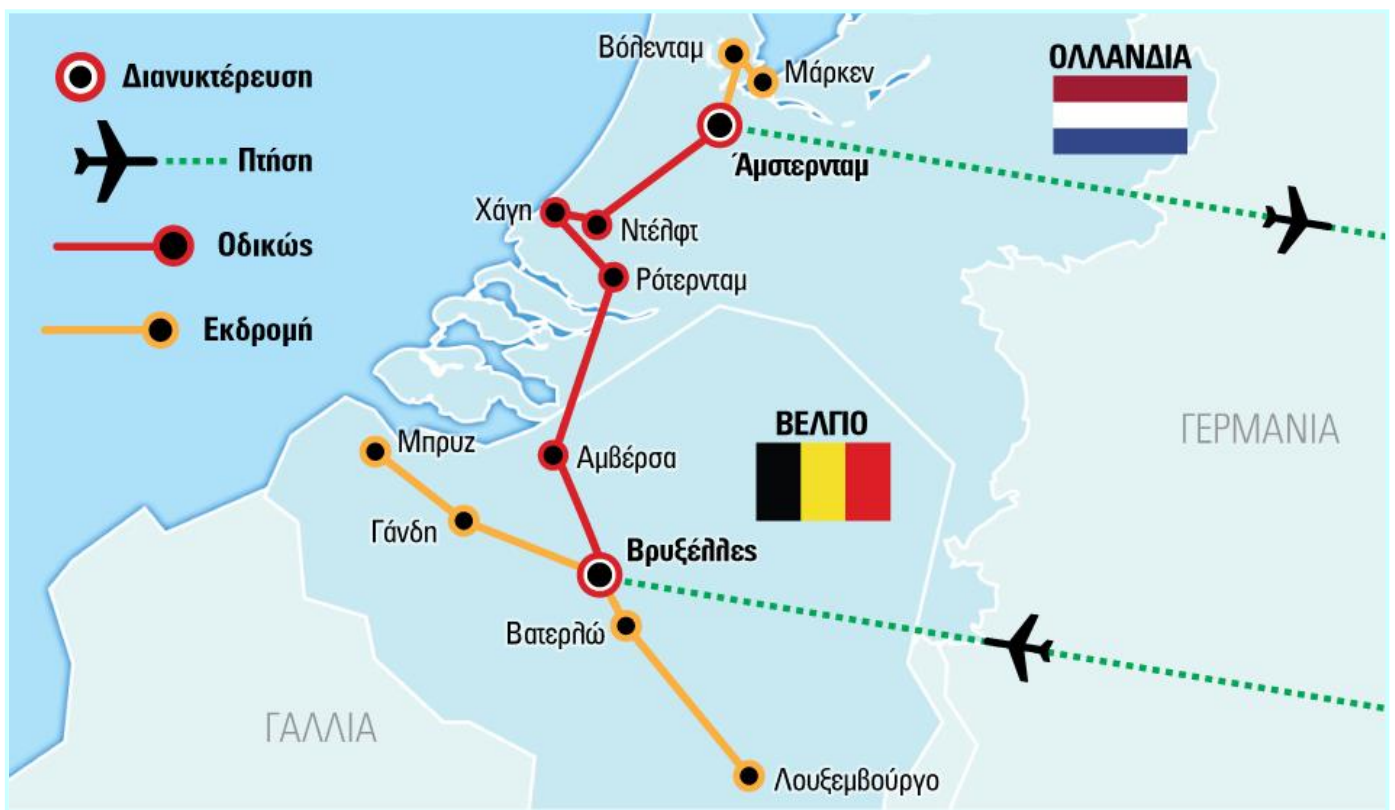 Διανυκτέρευση
Πτήση
Οδικώς
Εκδρομή
Βόλενταμ
Μάρκεν
ΟΛΛΑΝΔΙΑ
Άμστερνταμ
Χάγη
Ντέλφτ
Ρότερνταμ
ΒΕΛΓΙΟ
ΓΕΡΜΑΝΙΑ
Μπρυζ
Αμβέρσα
Γάνδη
Βρυξέλλες
Βατερλώ
ΓΑΛΛΙΑ
Λουξεμβούργο